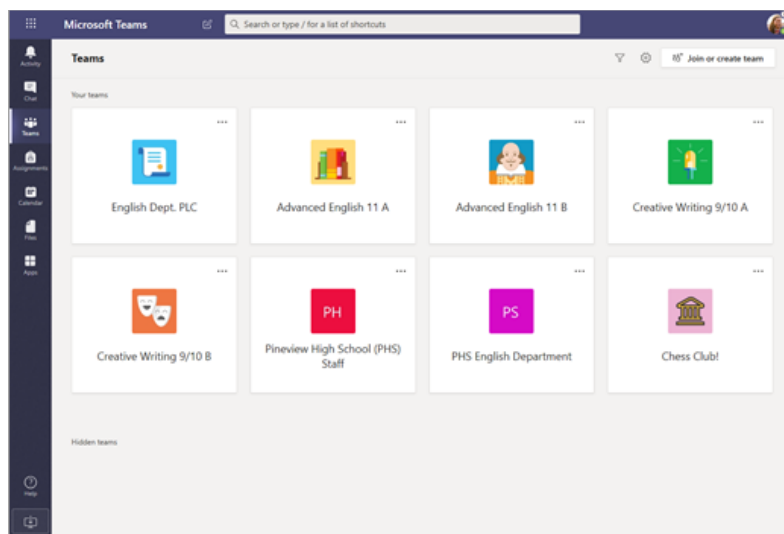 Microsoft Teams
Search or type / for a list of shortcuts
Activity
Chat
Teams
Assignments
Calendar
Files
Apps
Help
Teams
Join or create team
Your teams
English Dept. PLC
Advanced English 11 A
Advanced English 11 B
Creative Writing 9/10 A
Creative Writing 9/10 B
PH
Pineview High School (PHS)
Staff
PS
PHS English Department
Chess Club!
Hidden teams